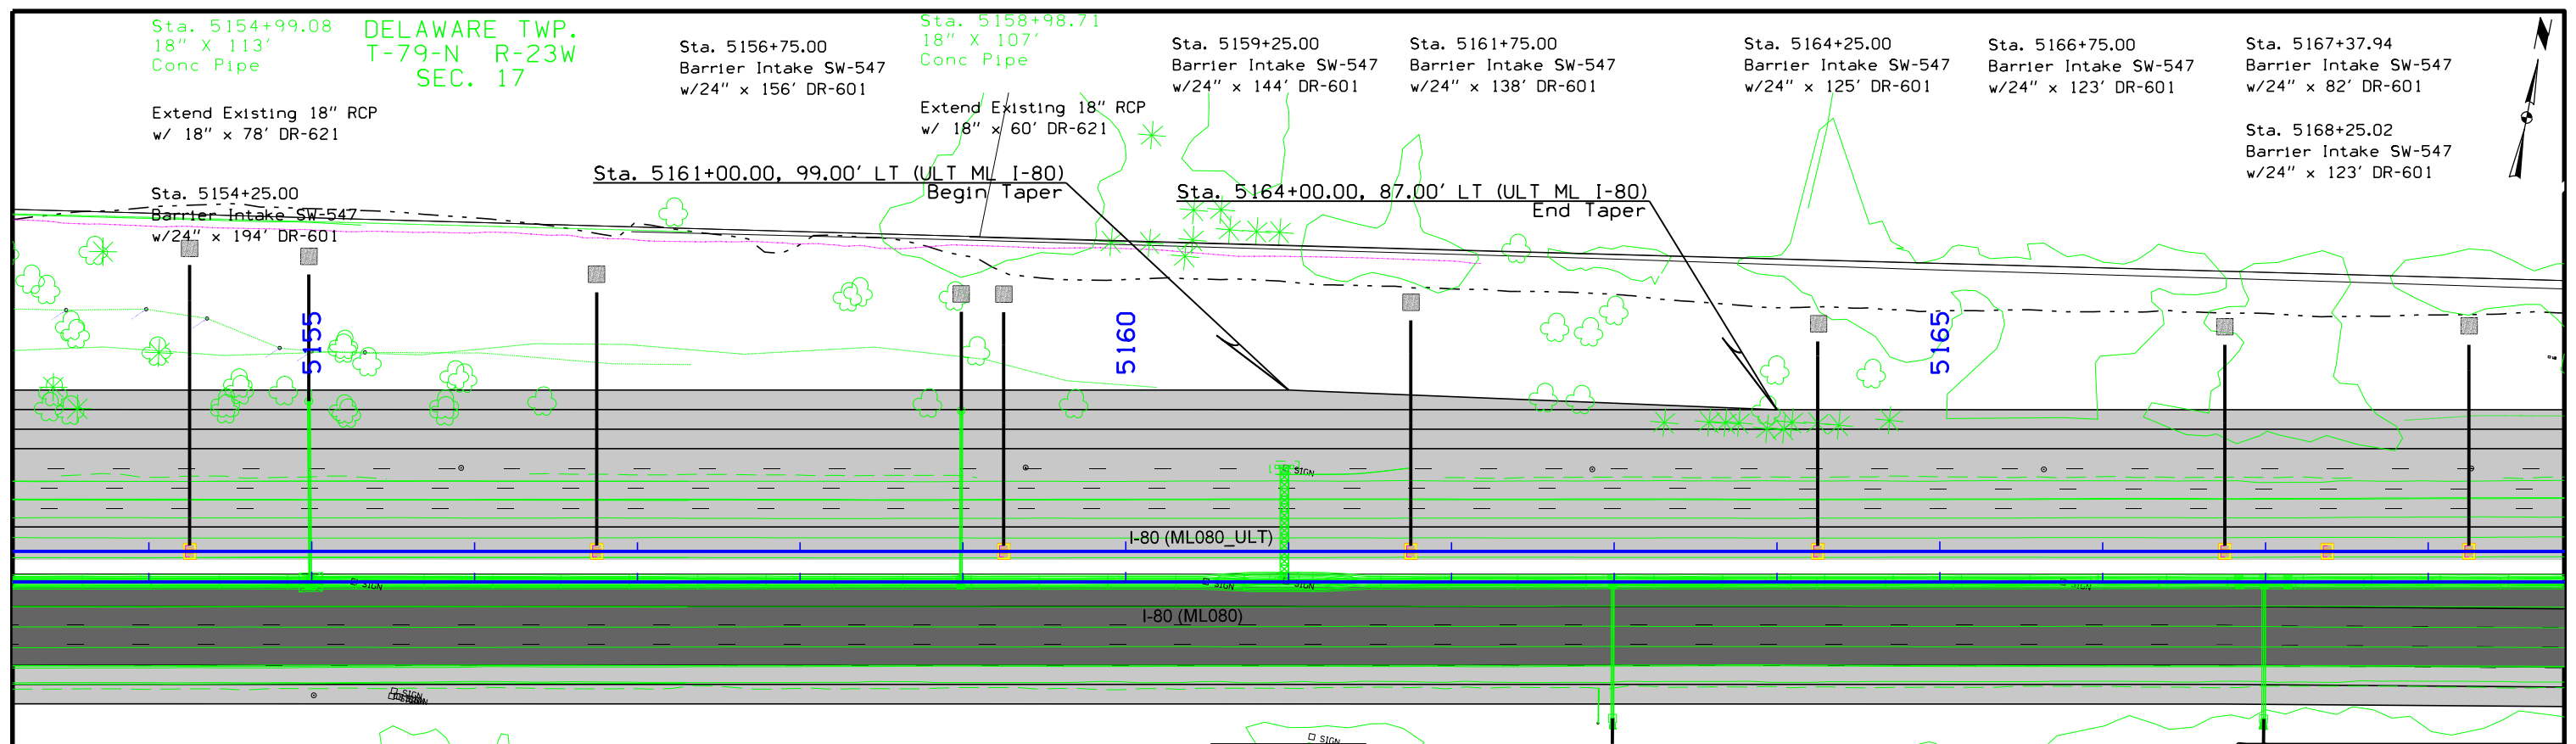 Sta. 5154+99.08
18" X 113'
Conc Pipe
DELAWARE TWP.
T-79-N R-23W
SEC. 17
Extend Existing 18" RCP
w/ 18" x 78' DR-621
Sta. 5154+25.00
Barrier Intake SW-547
w/24" x 194' DR-601
Sta. 5156+75.00
Barrier Intake SW-547
w/24" x 156' DR-601
Sta. 5158+98.71
18" X 107'
Conc Pipe
Extend Existing 18" RCP
w/ 18" x 60' DR-621
Sta. 5159+25.00
Barrier Intake SW-547
w/24" x 144' DR-601
Sta. 5161+75.00
Barrier Intake SW-547
w/24" x 138' DR-601
Sta. 5164+25.00
Barrier Intake SW-547
w/24" x 125' DR-601
Sta. 5166+75.00
Barrier Intake SW-547
w/24" x 123' DR-601
Sta. 5167+37.94
Barrier Intake SW-547
w/24" x 82' DR-601
Sta. 5168+25.02
Barrier Intake SW-547
w/24" x 123' DR-601
N
Sta. 5161+00.00, 99.00' LT (ULT ML I-80)
Begin Taper
Sta. 5164+00.00, 87.00' LT (ULT ML I-80)
End Taper
5155
5160
5165
SIGN
I-80 (ML080_ULT)
SIGN
SIGN
SIGN
SIGN
I-80 (ML080)
SIGN
SIGN